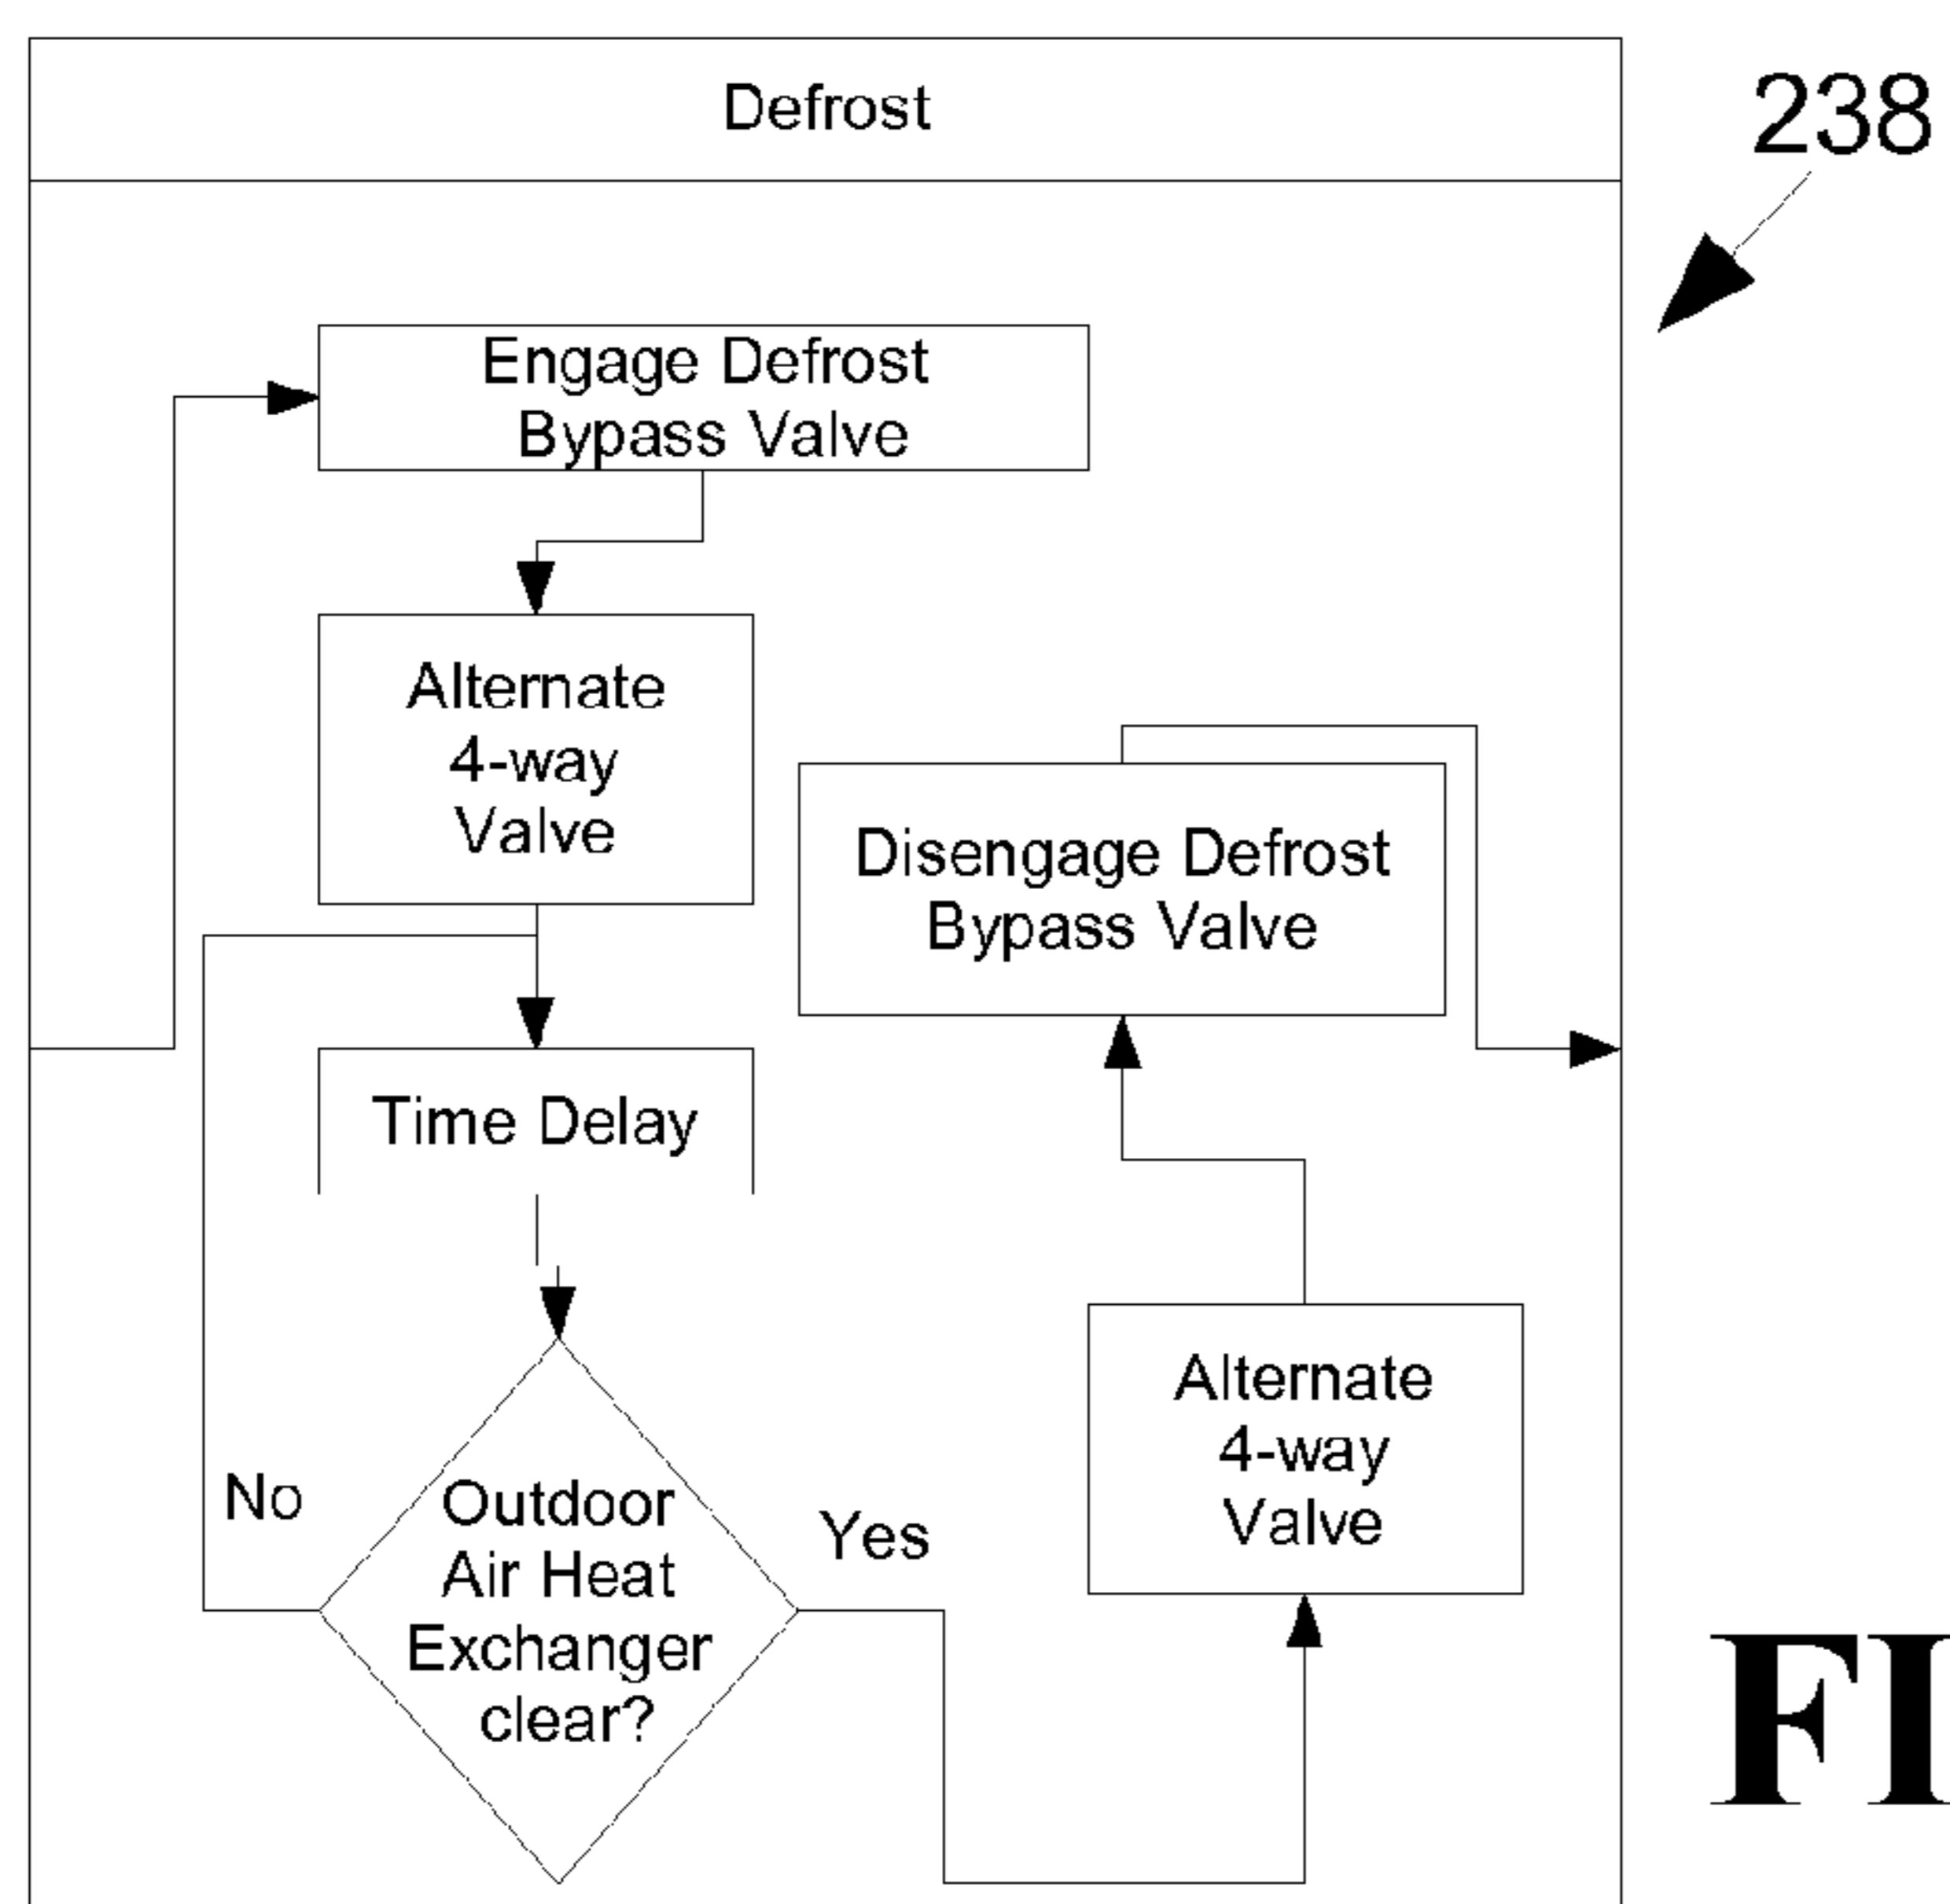 Defrost
238
Engage Defrost
Bypass Valve
Alternate
4-way
Valve
Disengage Defrost
Bypass Valve
Time Delay
Alternate
4-way
Valve
No
Outdoor
Air Heat
Exchanger
clear?
Yes
FI